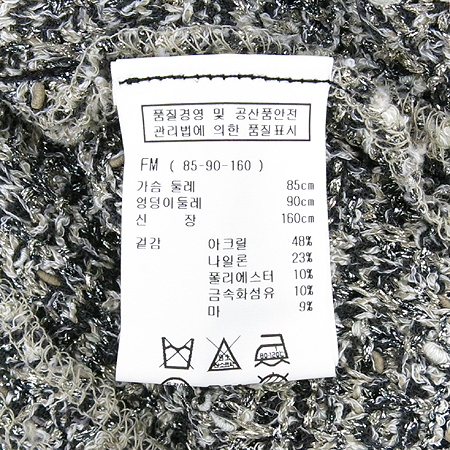 품질경영 및 공산품안전
관리법에 의한 품질표시
FM ( 85-90-160 )
가슴 둘레 85cm
엉덩이둘레 90cm
신 장 160cm
겉감 아크릴 48%
나일론 23%
폴리에스터 10%
금속화섬유 10%
마 9%
80-120℃